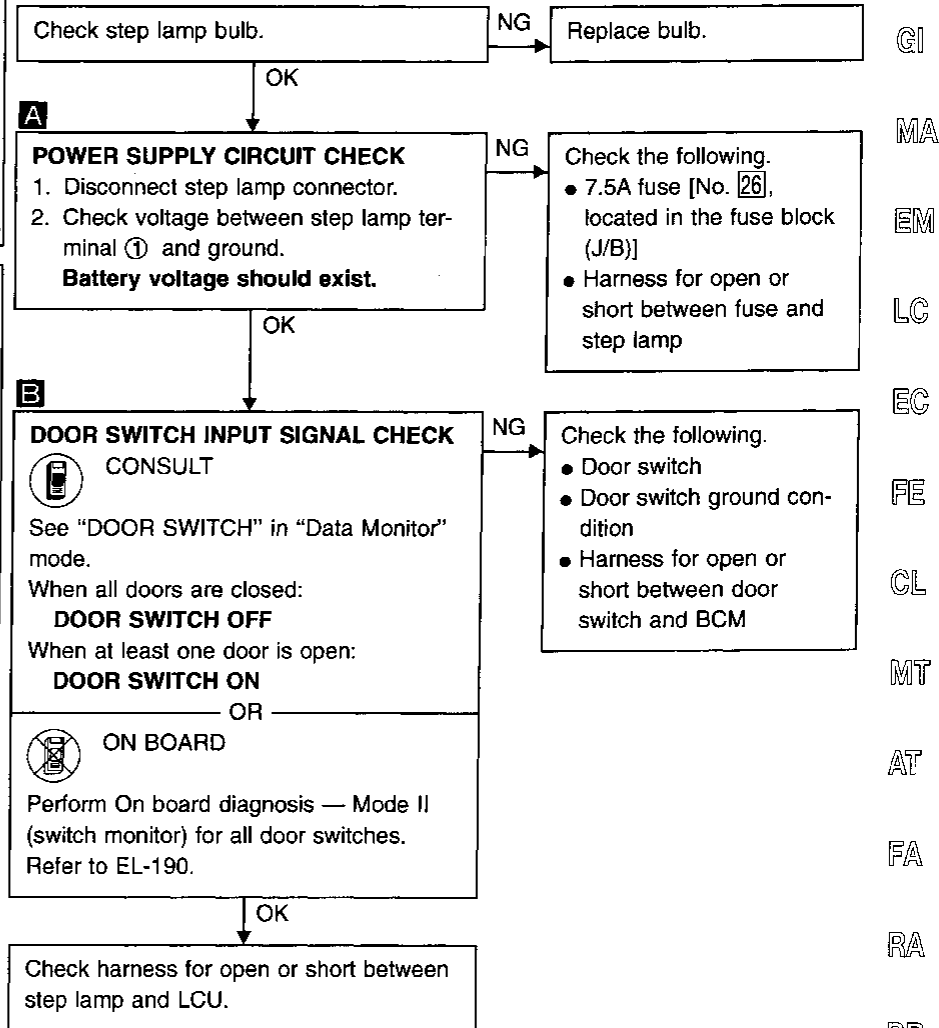 Check step lamp bulb.
NG
Replace bulb.
OK
A
POWER SUPPLY CIRCUIT CHECK
1. Disconnect step lamp connector.
2. Check voltage between step lamp ter-
minal ① and ground.
Battery voltage should exist.
NG
Check the following.
● 7.5A fuse [No. 26,
located in the fuse block
(J/B)]
● Harness for open or
short between fuse and
step lamp
OK
B
DOOR SWITCH INPUT SIGNAL CHECK
CONSULT
See “DOOR SWITCH” in “Data Monitor”
mode.
When all doors are closed:
DOOR SWITCH OFF
When at least one door is open:
DOOR SWITCH ON
OR
ON BOARD
Perform On board diagnosis — Mode II
(switch monitor) for all door switches.
Refer to EL-190.
NG
Check the following.
● Door switch
● Door switch ground con-
dition
● Harness for open or
short between door
switch and BCM
OK
Check harness for open or short between
step lamp and LCU.
GI
MA
EM
LC
EC
FE
CL
MT
AT
FA
RA